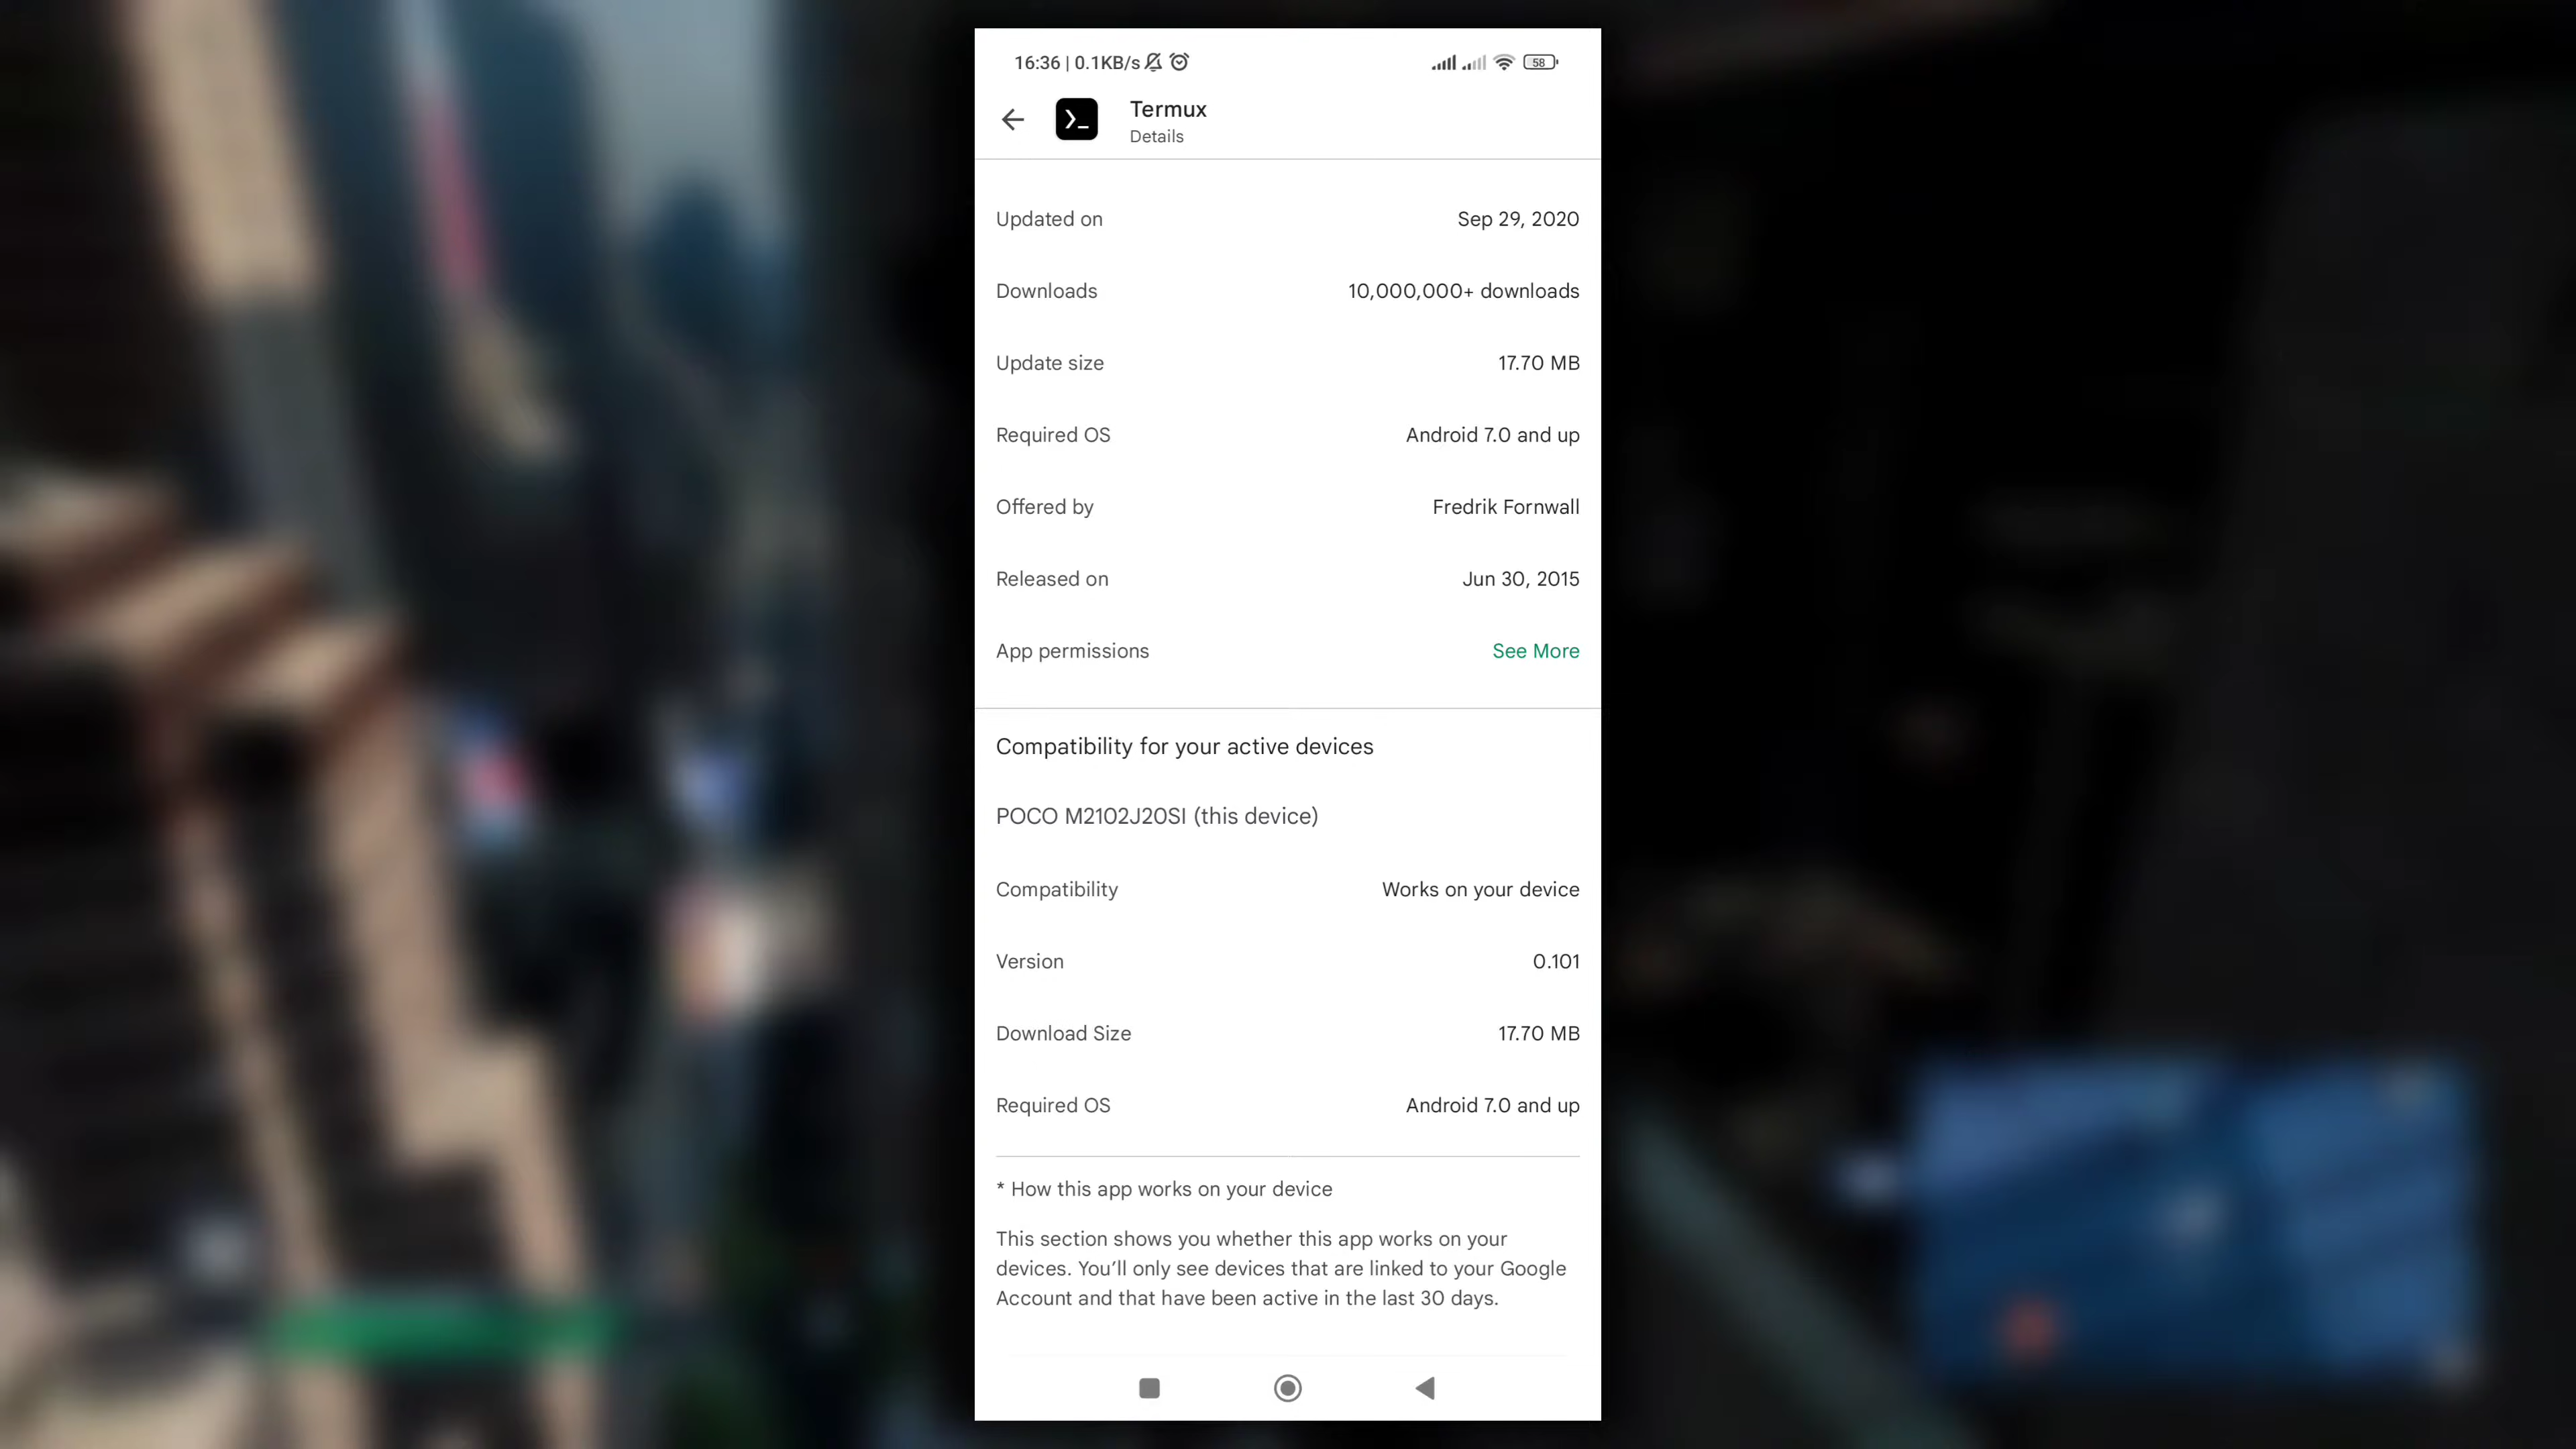 16:36 | 0.1KB/s 58
Termux
Details
Updated on Sep 29, 2020
Downloads 10,000,000+ downloads
Update size 17.70 MB
Required OS Android 7.0 and up
Offered by Fredrik Fornwall
Released on Jun 30, 2015
App permissions See More
Compatibility for your active devices
POCO M2102J20SI (this device)
Compatibility Works on your device
Version 0.101
Download Size 17.70 MB
Required OS Android 7.0 and up
* How this app works on your device
This section shows you whether this app works on your
devices. You’ll only see devices that are linked to your Google
Account and that have been active in the last 30 days.